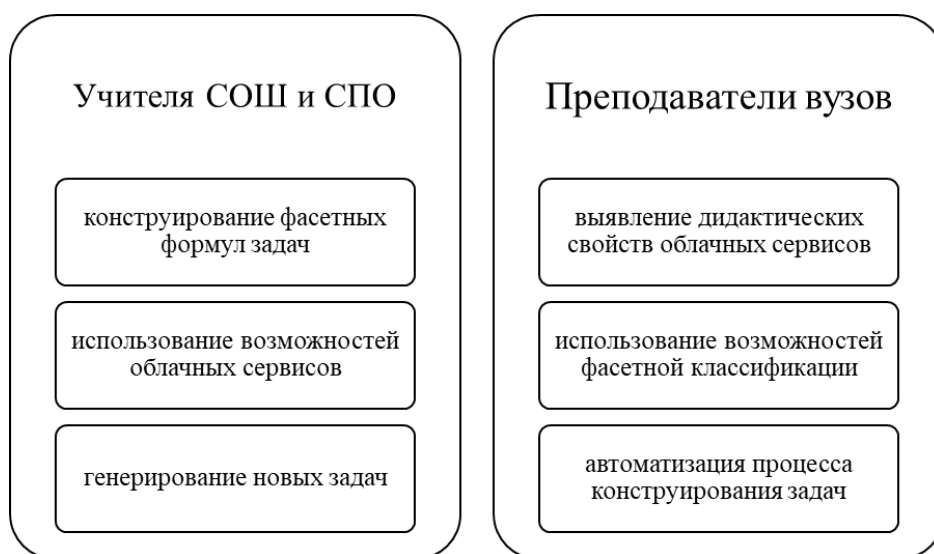 Учителя СОШ и СПО
конструирование фасетных
формул задач
использование возможностей
облачных сервисов
генерирование новых задач
Преподаватели вузов
выявление дидактических
свойств облачных сервисов
использование возможностей
фасетной классификации
автоматизация процесса
конструирования задач